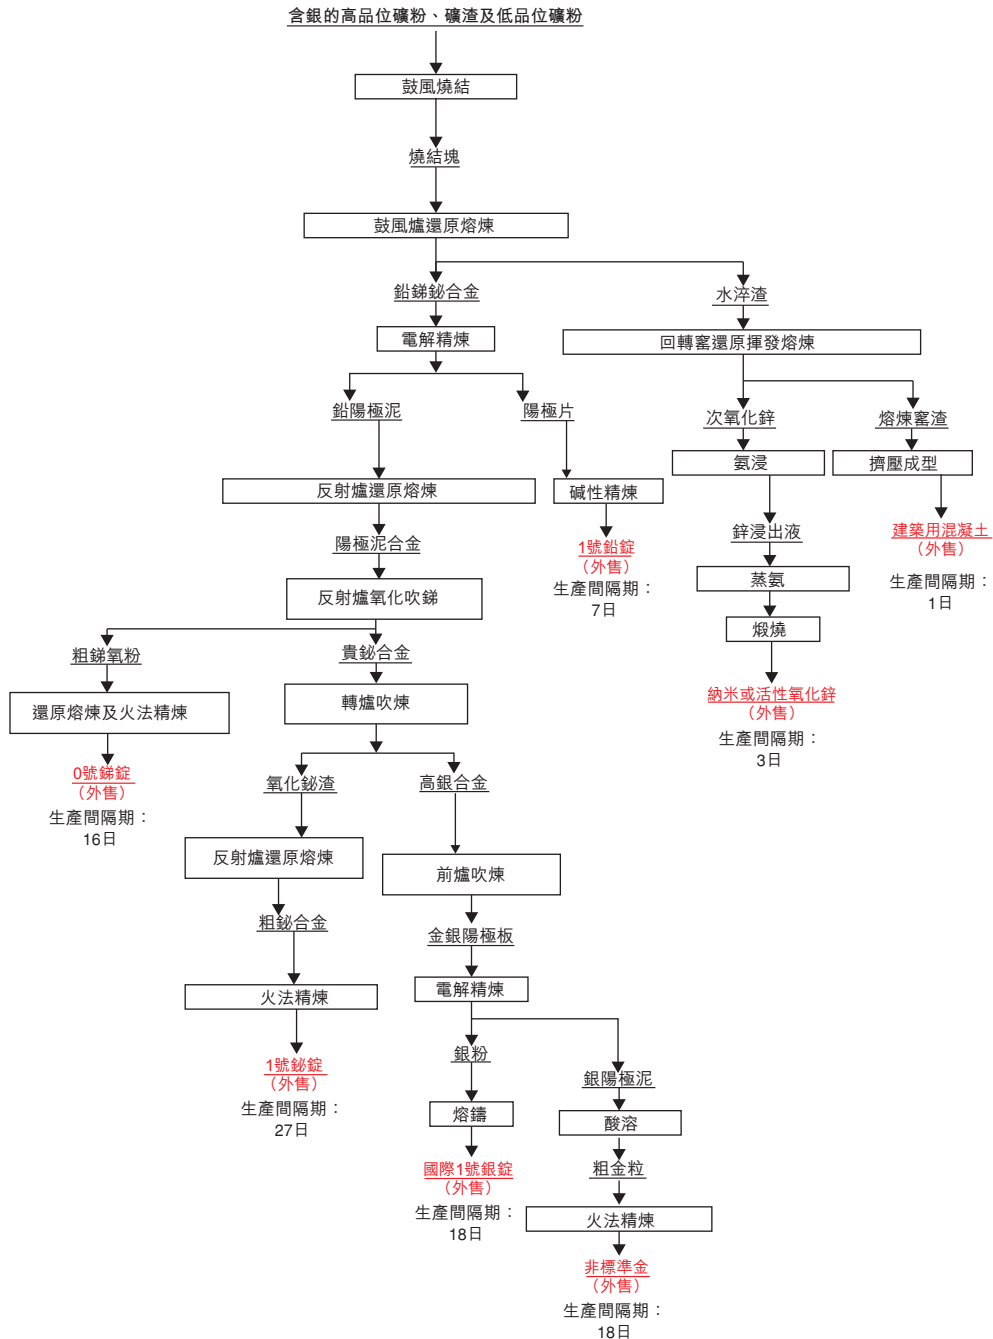 含銀的高品位礦粉、礦渣及低品位礦粉
鼓風燒結
燒結塊
鼓風爐還原熔煉
鉛銻鉍合金
水淬渣
電解精煉
回轉窰還原揮發熔煉
鉛陽極泥
陽極片
次氧化鋅
熔煉窰渣
反射爐還原熔煉
碱性精煉
氨浸
擠壓成型
陽極泥合金
1號鉛錠
(外售)
生產間隔期：
7日
鋅浸出液
建築用混凝土
(外售)
生產間隔期：
1日
反射爐氧化吹銻
蒸氨
煅燒
粗銻氧粉
貴鉍合金
納米或活性氧化鋅
(外售)
生產間隔期：
3日
還原熔煉及火法精煉
轉爐吹煉
0號銻錠
(外售)
生產間隔期：
16日
氧化鉍渣
高銀合金
反射爐還原熔煉
前爐吹煉
粗鉍合金
金銀陽極板
火法精煉
電解精煉
1號鉍錠
(外售)
生產間隔期：
27日
銀粉
銀陽極泥
熔鑄
酸溶
國際1號銀錠
(外售)
生產間隔期：
18日
粗金粒
火法精煉
非標準金
(外售)
生產間隔期：
18日